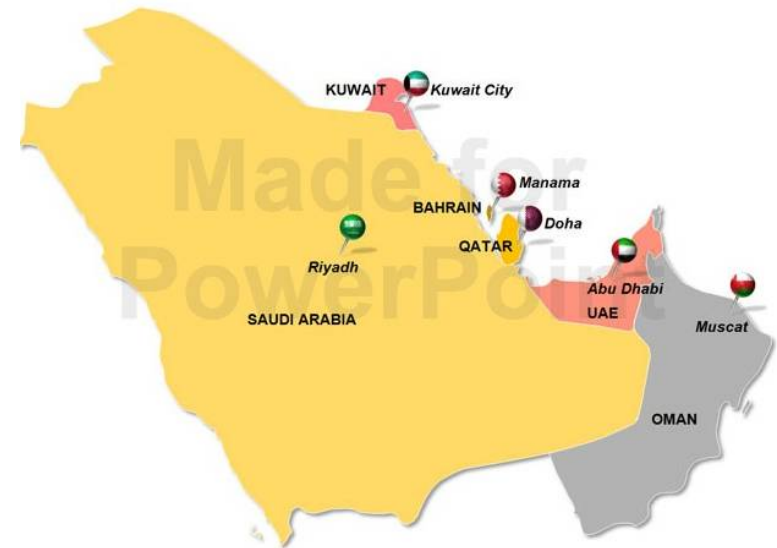 KUWAIT
Kuwait City
Made for
PowerPoint
Manama
BAHRAIN
Doha
QATAR
Riyadh
Abu Dhabi
UAE
SAUDI ARABIA
Muscat
OMAN